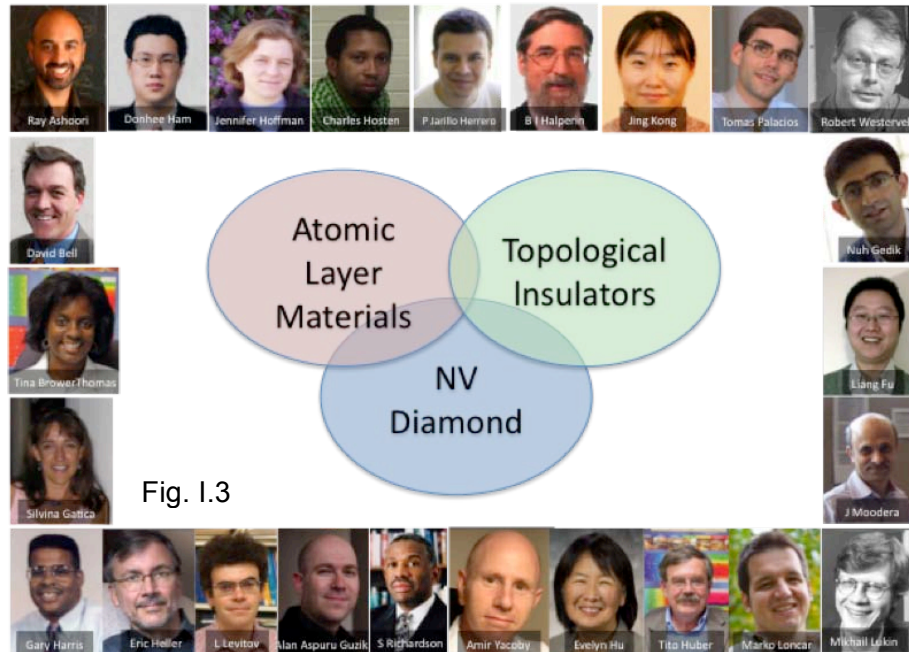 Ray Ashoori
Donhee Ham
Jennifer Hoffman
Charles Hosten
P Jarillo Herrero
B I Halperin
Jing Kong
Tomas Palacios
Robert Westervel
David Bell
Nuh Gedik
Atomic
Layer
Materials
Topological
Insulators
Tina BrowerThomas
Liang Fu
NV
Diamond
Silvina Gatica
J Moodera
Fig. I.3
Gary Harris
Eric Heller
L Levitov
Alan Aspuru Guzik
S Richardson
Amir Yacoby
Evelyn Hu
Tito Huber
Marko Loncar
Mikhail Lukin